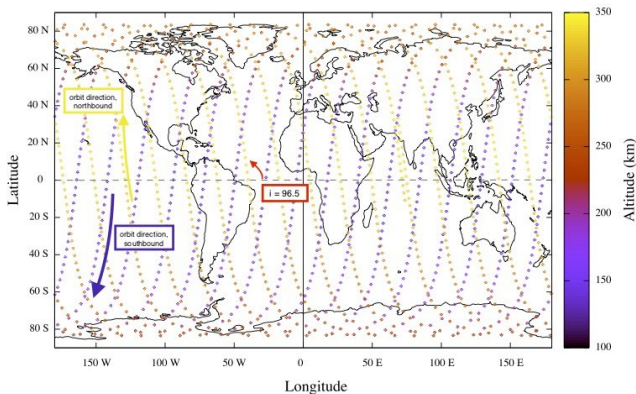 80 N
60 N
40 N
20 N
0
20 S
40 S
60 S
80 S
Latitude
orbit direction,
northbound
orbit direction,
southbound
i = 96.5
150 W
100 W
50 W
0
50 E
100 E
150 E
Longitude
350
300
250
200
150
100
Altitude (km)